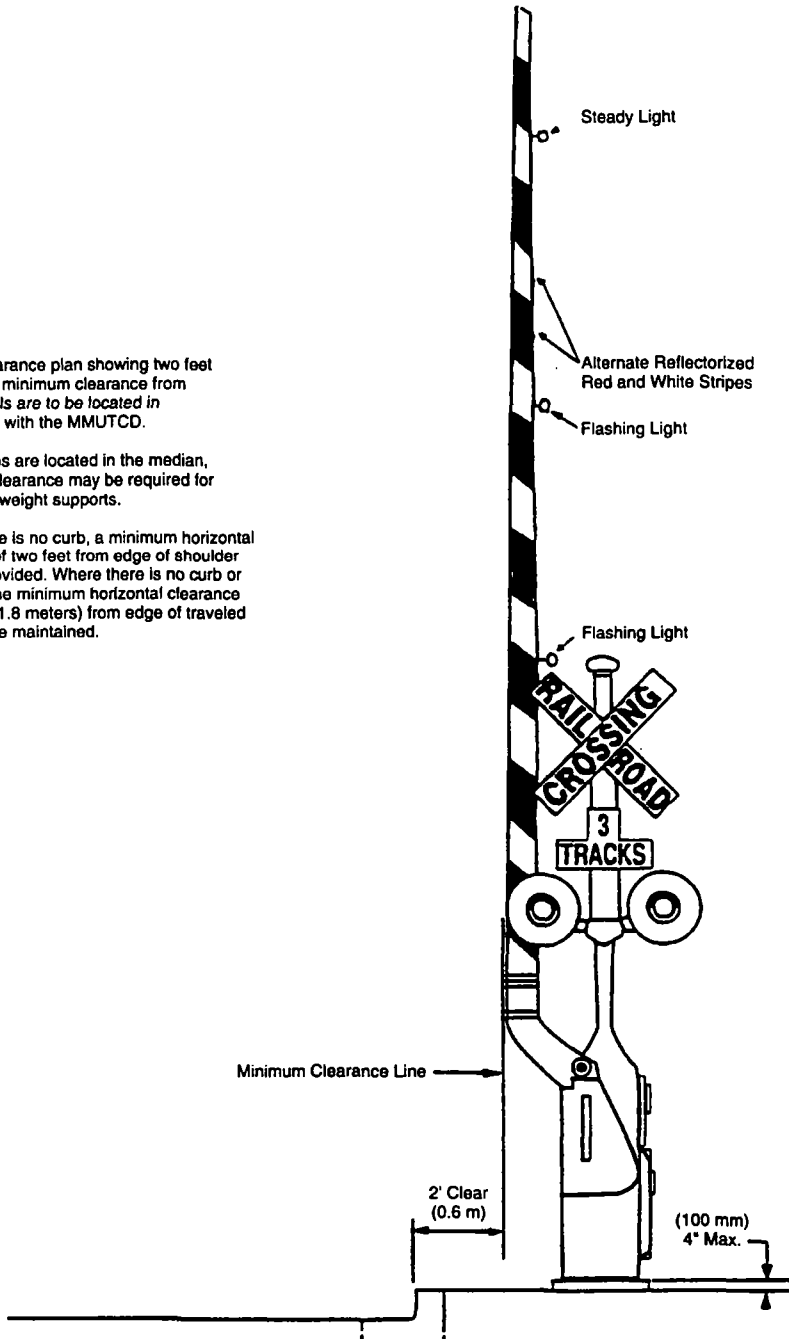 Steady Light
Alternate Reflectorized
Red and White Stripes
arance plan showing two feet
minimum clearance from
ls are to be located in
with the MMUTCD.
Flashing Light
es are located in the median,
learance may be required for
weight supports.
e is no curb, a minimum horizontal
of two feet from edge of shoulder
ovided. Where there is no curb or
he minimum horizontal clearance
1.8 meters) from edge of traveled
e maintained.
Flashing Light
RAIL ROAD
CROSSING
3
TRACKS
Minimum Clearance Line
2' Clear
(0.6 m)
(100 mm)
4" Max.